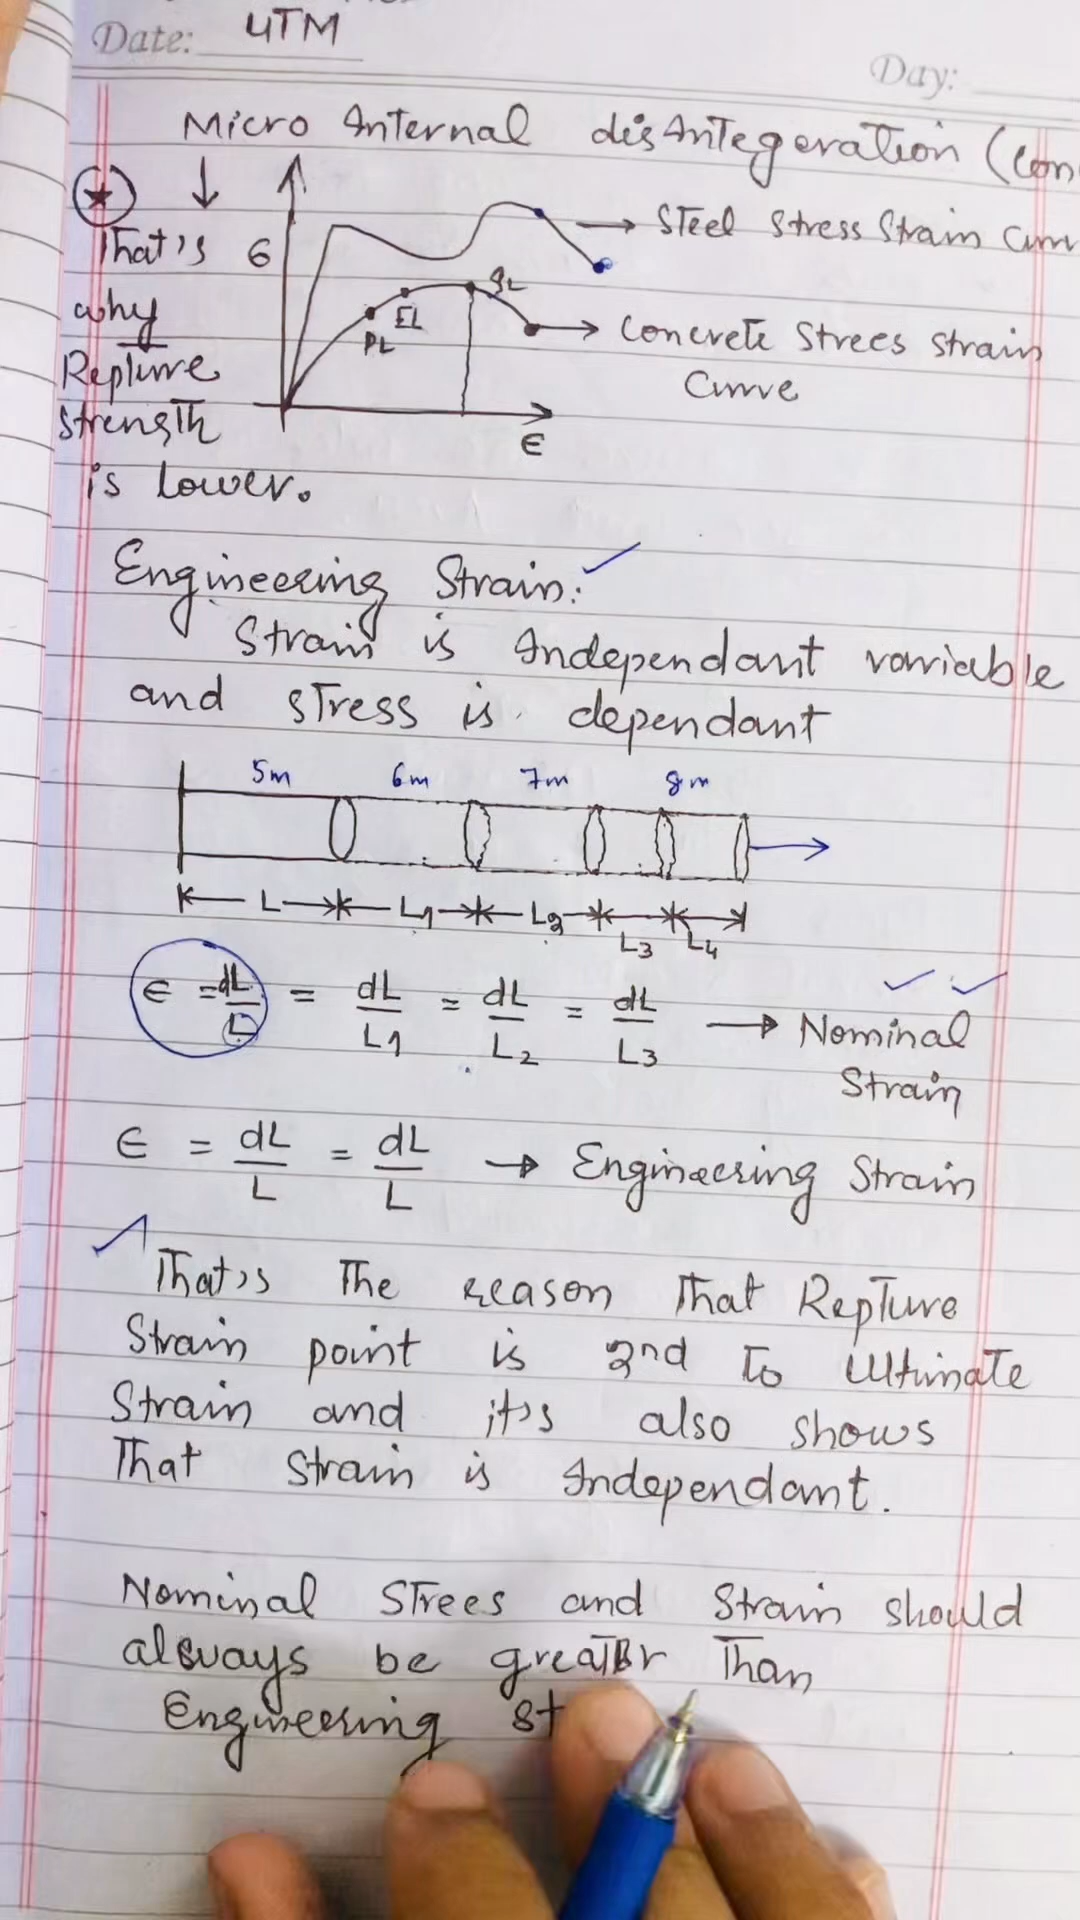 Date: UTM
Day:
Micro Internal disIntegeration (Con
That's
6
Steel Stress Strain Curv
why
EL
PL
Repture
Concrete Strees Strain
Curve
Strength
ϵ
is Lower.
Engineering Strain:
Strain is Independant variable
and stress is dependant
5m 6m 7m 8m
L L1 L2 L3 L4
ϵ = dL/L = dL/L1 = dL/L2 = dL/L3 → Nominal
Strain
ϵ = dL/L = dL/L → Engineering Strain
That's The reason That Repture
Strain point is 2nd To Ultimate
Strain and it's also shows
That Strain is Independant.
Nominal Strees and Strain should
always be greater Than
Engineering st